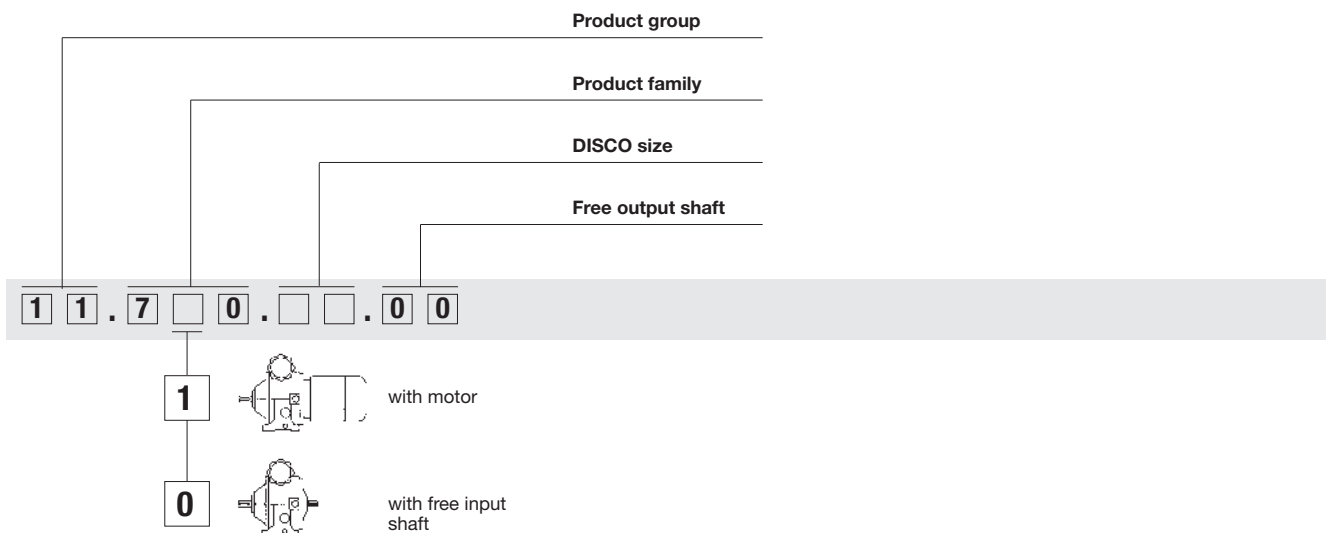 Product group
Product family
DISCO size
Free output shaft
1 1 . 7 0 . . 0 0
1 with motor
0 with free input
shaft